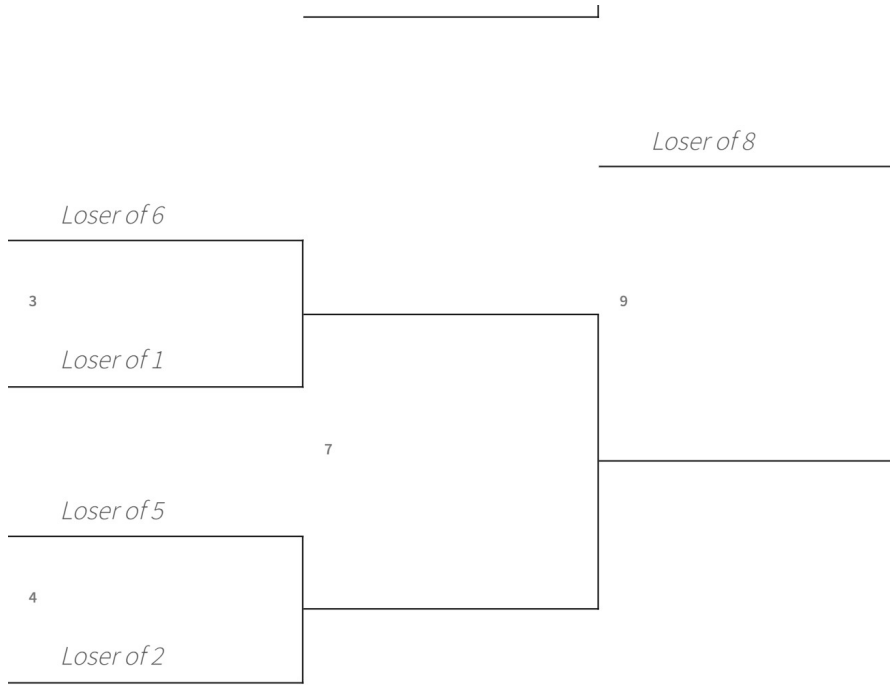 Loser of 8
Loser of 6
3
9
Loser of 1
7
Loser of 5
4
Loser of 2